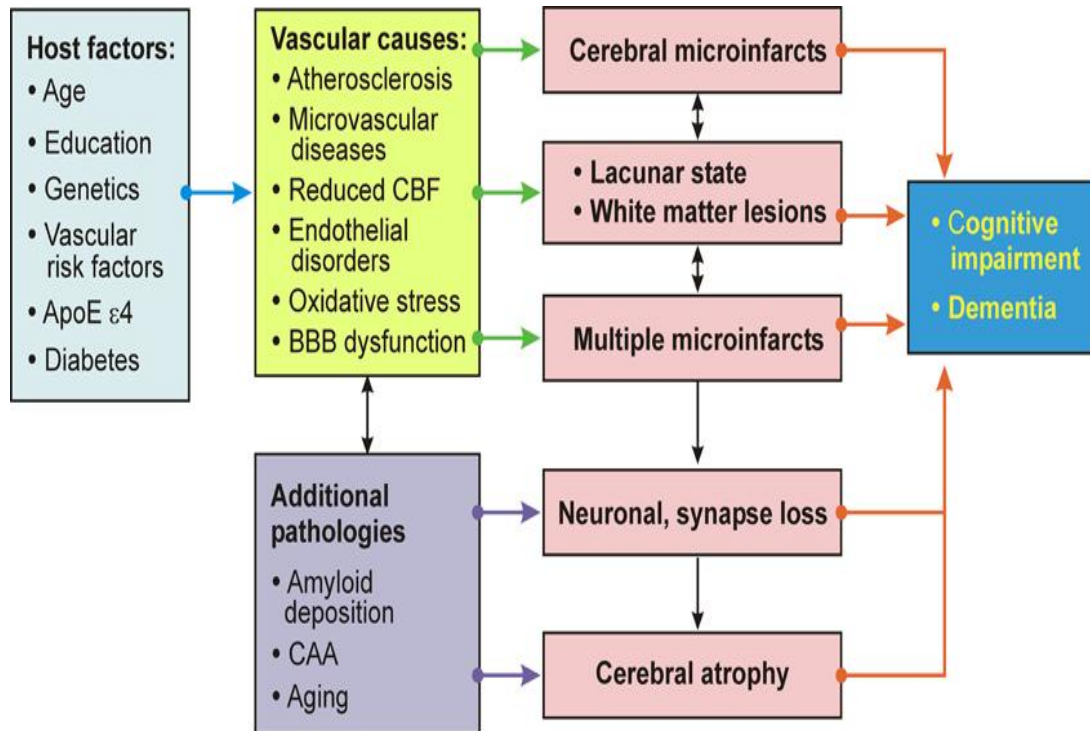 Host factors:
• Age
• Education
• Genetics
• Vascular
risk factors
• ApoE ε4
• Diabetes
Vascular causes:
• Atherosclerosis
• Microvascular
diseases
• Reduced CBF
• Endothelial
disorders
• Oxidative stress
• BBB dysfunction
Additional
pathologies
• Amyloid
deposition
• CAA
• Aging
Cerebral microinfarcts
• Lacunar state
• White matter lesions
Multiple microinfarcts
Neuronal, synapse loss
Cerebral atrophy
• Cognitive
impairment
• Dementia